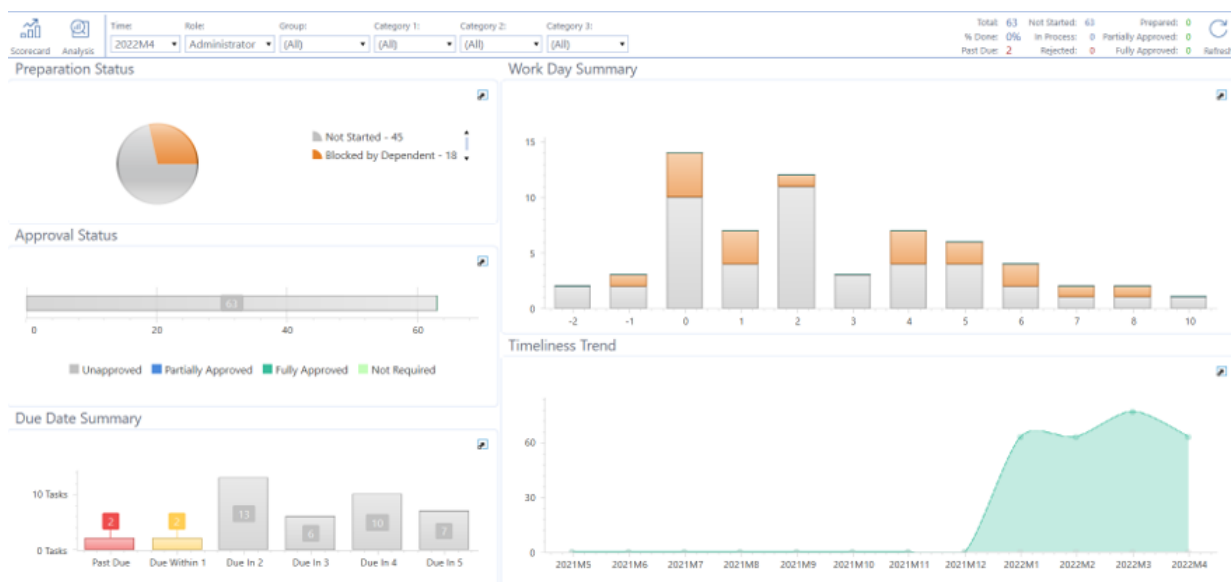 Scorecard
Analysis
Time:
2022M4
Role:
Administrator
Group:
(All)
Category 1:
(All)
Category 2:
(All)
Category 3:
(All)
Total: 63 Not Started: 63 Prepared: 0
% Done: 0% In Process: 0 Partially Approved: 0
Past Due: 2 Rejected: 0 Fully Approved: 0
Refresh
Preparation Status
Not Started - 45
Blocked by Dependent - 18
Approval Status
63
0 20 40 60
Unapproved Partially Approved Fully Approved Not Required
Due Date Summary
10 Tasks
0 Tasks
2 2 13 6 10 7
Past Due Due Within 1 Due In 2 Due In 3 Due In 4 Due In 5
Work Day Summary
15
10
5
0
-2 -1 0 1 2 3 4 5 6 7 8 10
Timeliness Trend
60
30
0
2021M5 2021M6 2021M7 2021M8 2021M9 2021M10 2021M11 2021M12 2022M1 2022M2 2022M3 2022M4